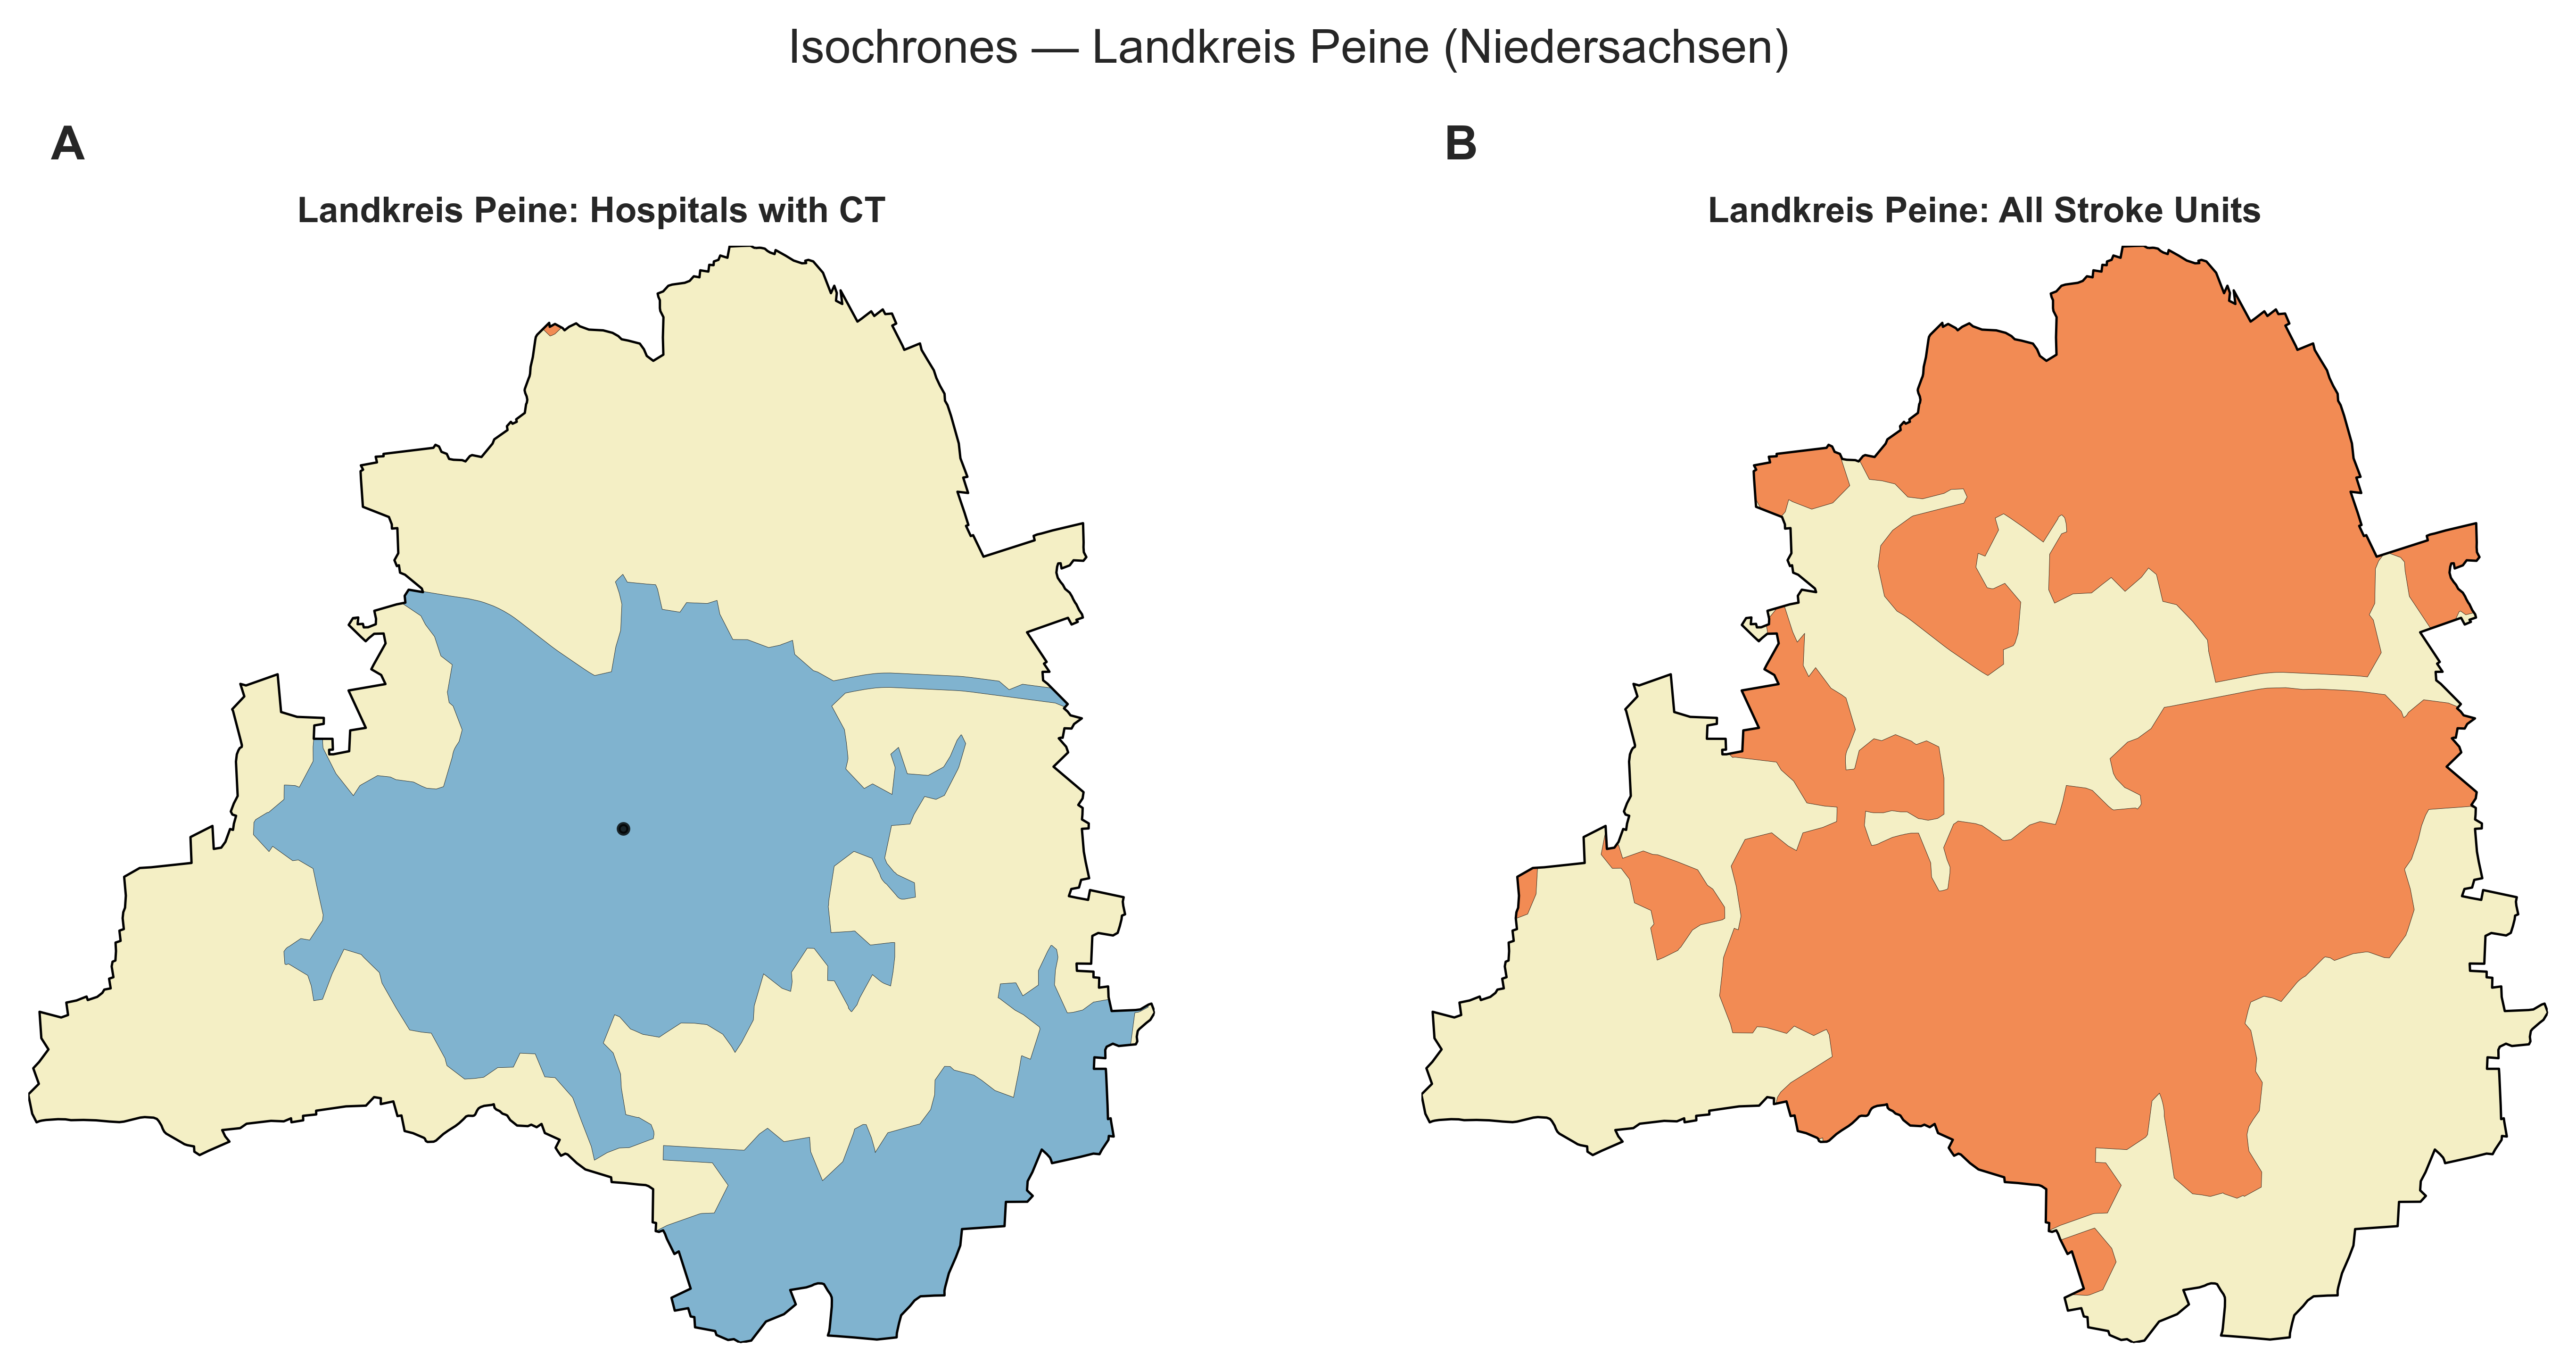 Isochrones — Landkreis Peine (Niedersachsen)
A
B
Landkreis Peine: Hospitals with CT
Landkreis Peine: All Stroke Units